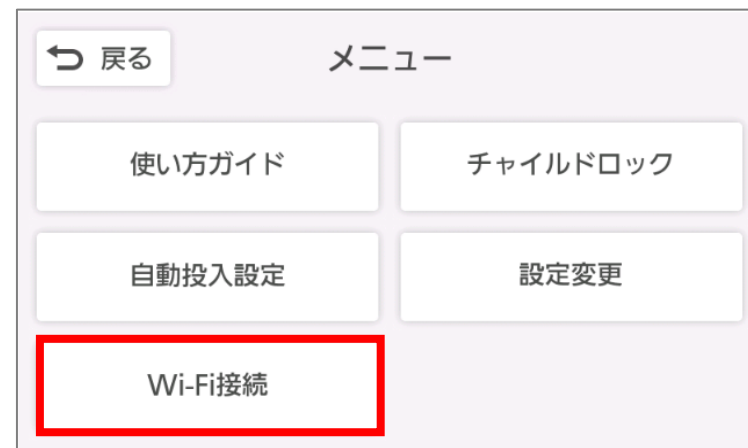 戻る
メニュー
使い方ガイド
チャイルドロック
自動投入設定
設定変更
Wi-Fi接続